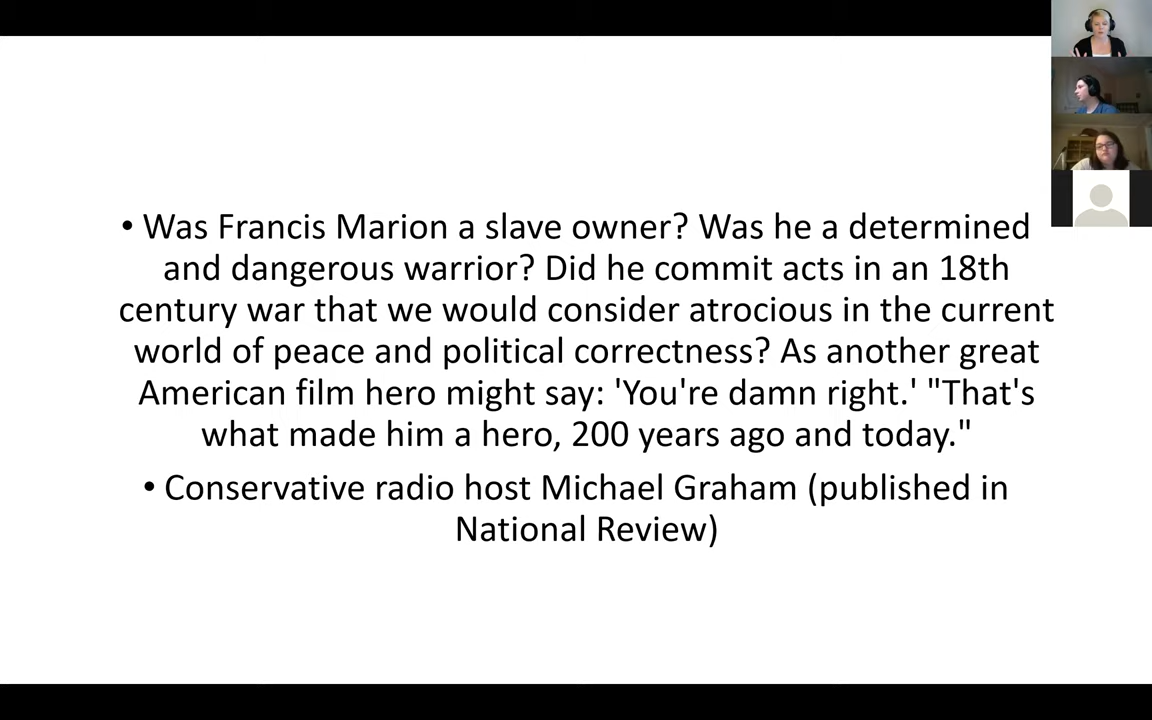 • Was Francis Marion a slave owner? Was he a determined
and dangerous warrior? Did he commit acts in an 18th
century war that we would consider atrocious in the current
world of peace and political correctness? As another great
American film hero might say: 'You're damn right.' "That's
what made him a hero, 200 years ago and today."
• Conservative radio host Michael Graham (published in
National Review)